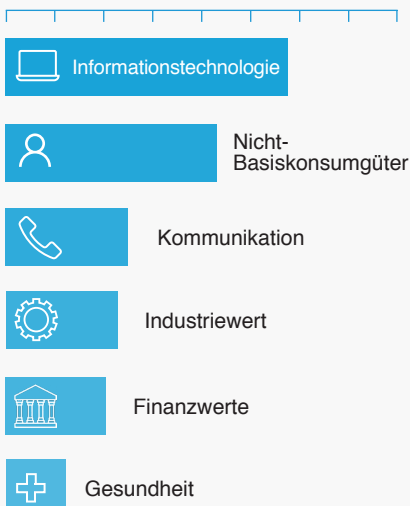 Informationstechnologie
Nicht-
Basiskonsumgüter
Kommunikation
Industriewert
Finanzwerte
Gesundheit